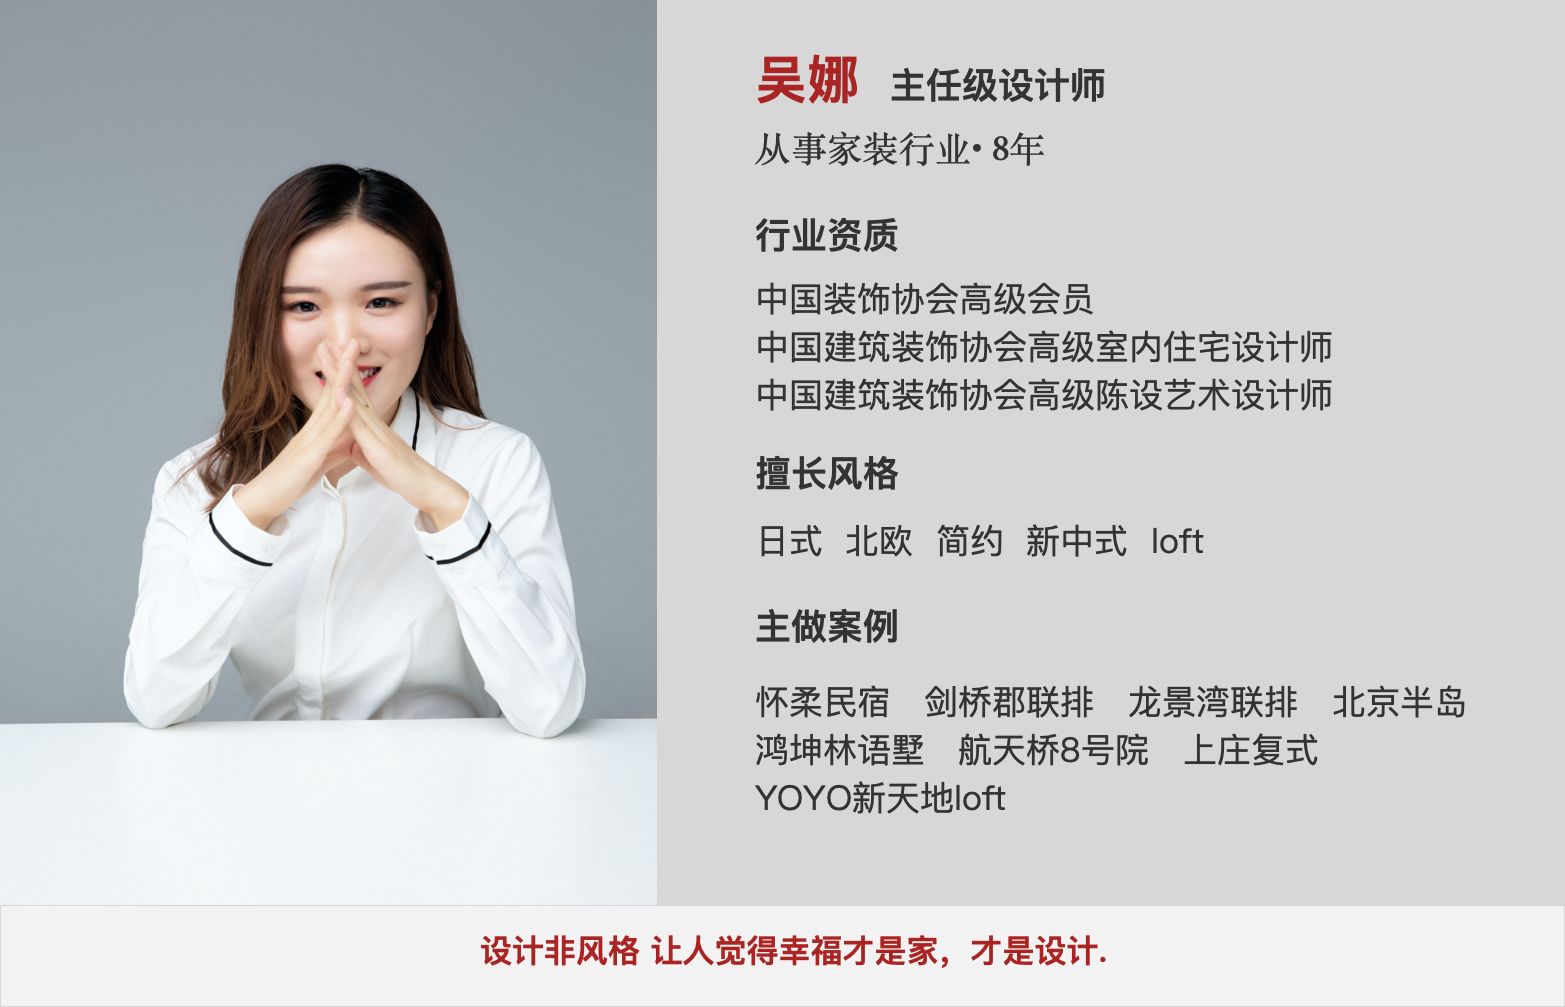 吴娜 主任级设计师
从事家装行业• 8年
行业资质
中国装饰协会高级会员
中国建筑装饰协会高级室内住宅设计师
中国建筑装饰协会高级陈设艺术设计师
擅长风格
日式 北欧 简约 新中式 loft
主做案例
怀柔民宿 剑桥郡联排 龙景湾联排 北京半岛
鸿坤林语墅 航天桥8号院 上庄复式
YOYO新天地loft
设计非风格 让人觉得幸福才是家，才是设计.